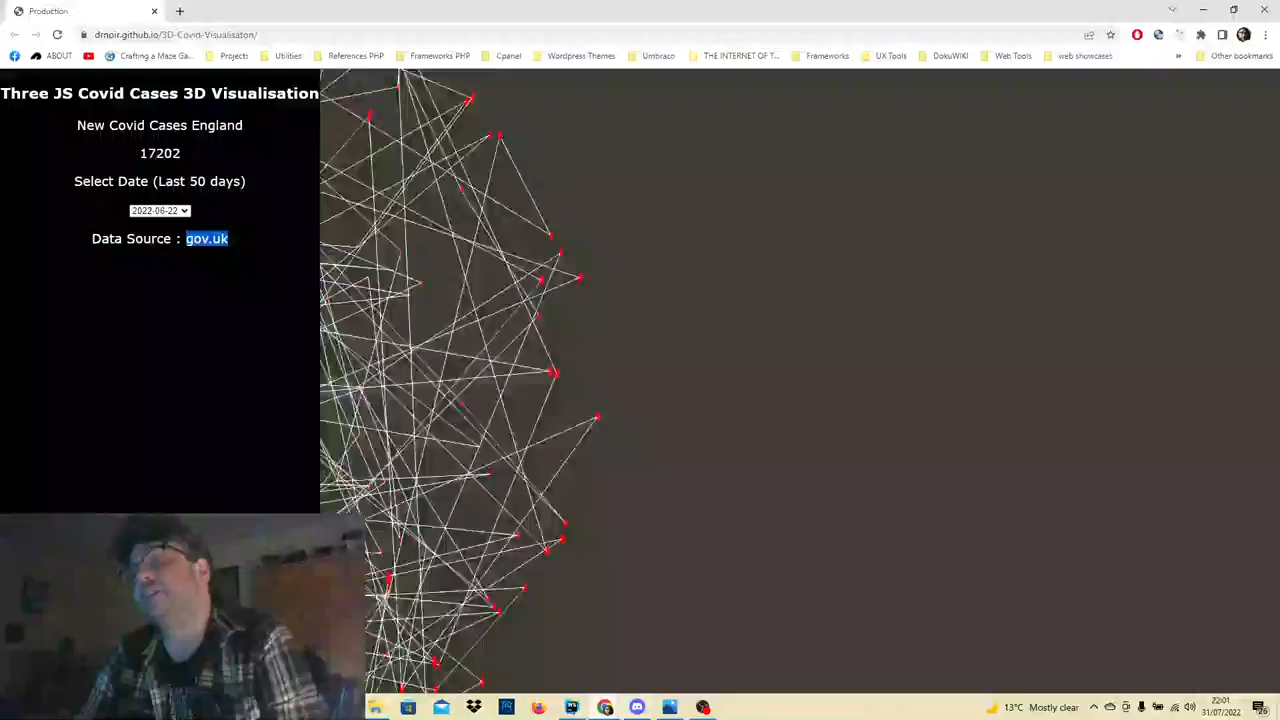 Production
drnoir.github.io/3D-Covid-Visualisaton/
ABOUT
Crafting a Maze Ga...
Projects
Utilities
References PHP
Frameworks PHP
Cpanel
Wordpress Themes
Umbraco
THE INTERNET OF T...
Frameworks
UX Tools
DokuWIKI
Web Tools
web showcases
»
Other bookmarks
Three JS Covid Cases 3D Visualisation
New Covid Cases England
17202
Select Date (Last 50 days)
2022-06-22
Data Source : gov.uk
13°C Mostly clear
22:01
31/07/2022
26